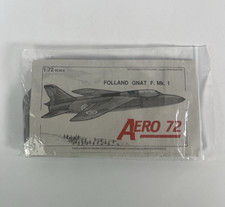 1:72 Scale
FOLLAND GNAT F. Mk. 1
AERO 72